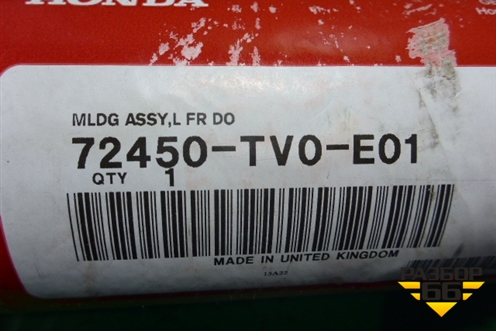 HONDA
MLDG ASSY,L FR DO
72450-TV0-E01
QTY 1
MADE IN UNITED KINGDOM
РАЗБОР
66